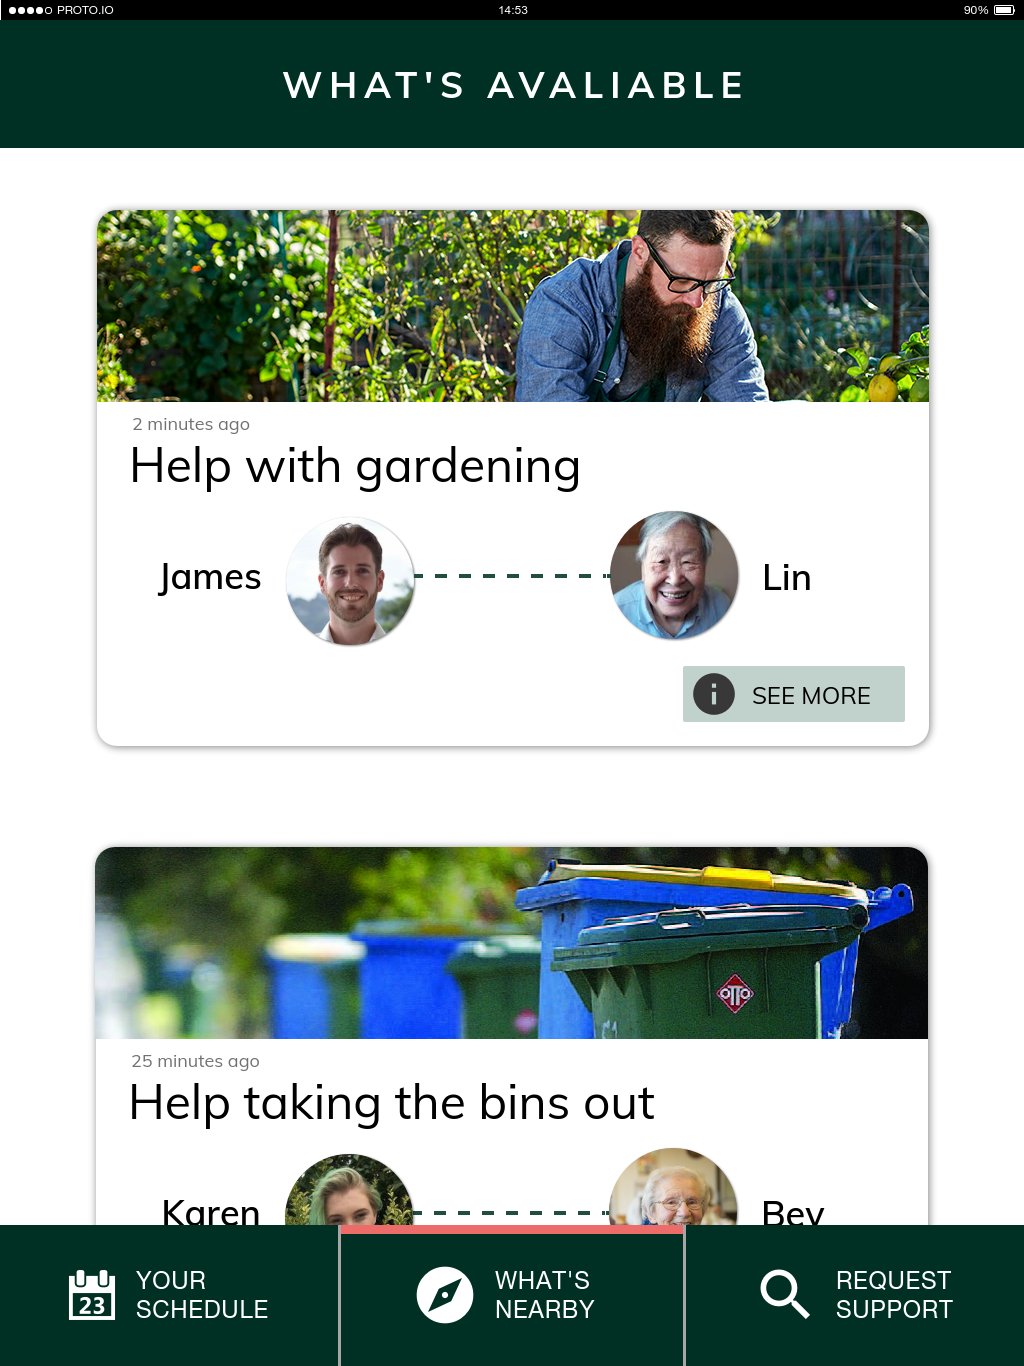 PROTO.IO 14:53 90%
WHAT'S AVALIABLE
2 minutes ago
Help with gardening
James Lin
SEE MORE
OTTO
25 minutes ago
Help taking the bins out
Karen Bev
23 YOUR SCHEDULE
WHAT'S NEARBY
REQUEST SUPPORT